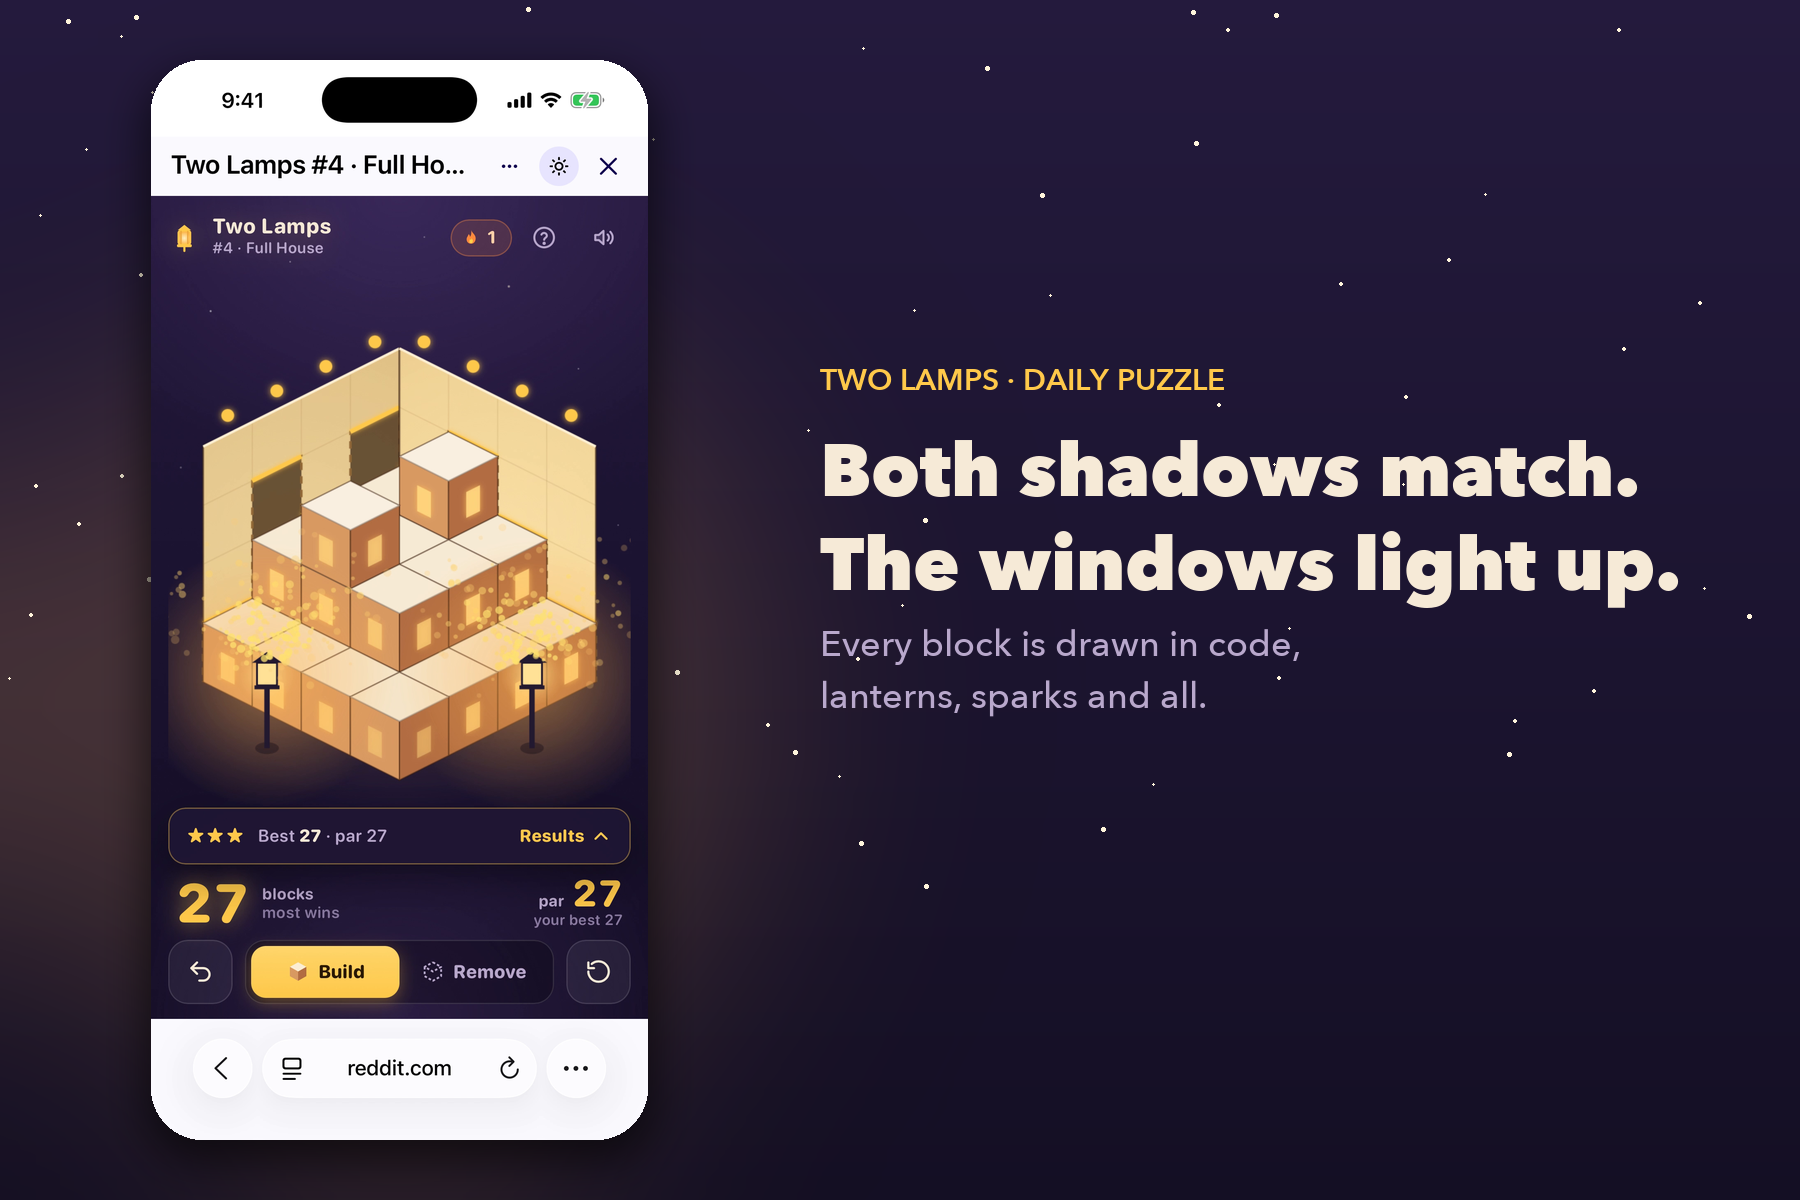 9:41
Two Lamps #4 · Full Ho...
Two Lamps
#4 · Full House
1
Best 27 · par 27
Results
27
blocks
most wins
par 27
your best 27
Build
Remove
reddit.com
TWO LAMPS · DAILY PUZZLE
Both shadows match.
The windows light up.
Every block is drawn in code,
lanterns, sparks and all.